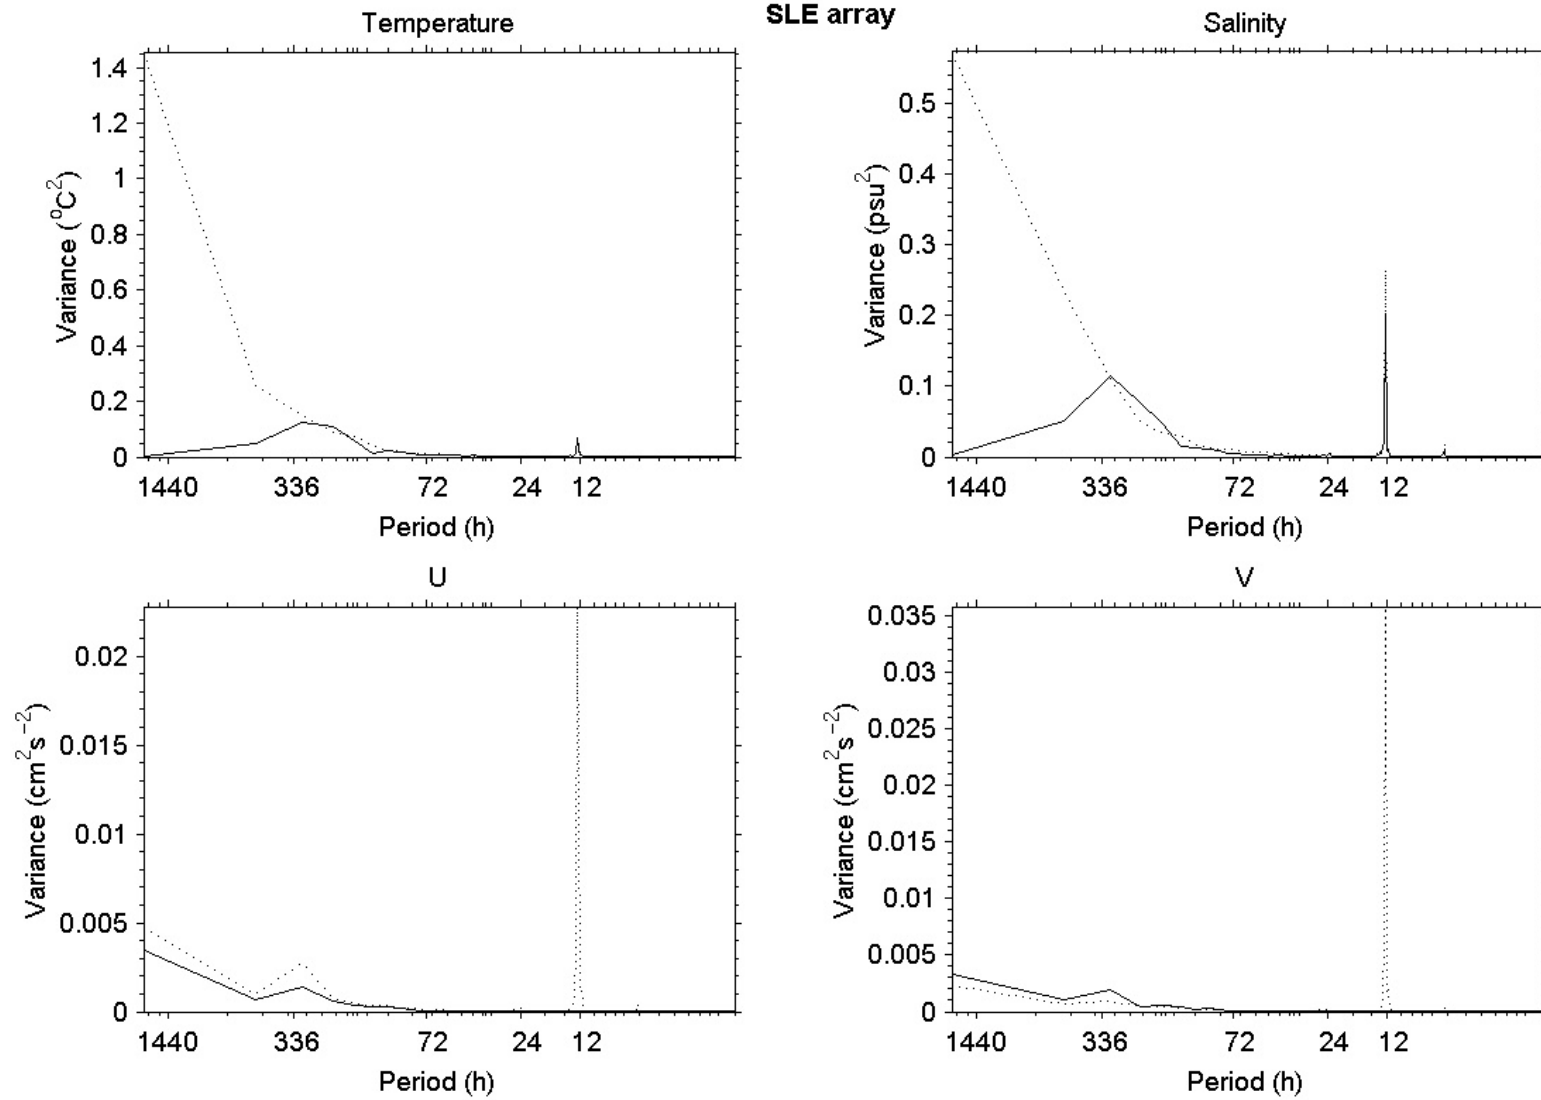 SLE array
Temperature
Salinity
1.4
1.2
1
0.8
0.6
0.4
0.2
0
Variance (⁰C²)
1440 336 72 24 12
Period (h)
0.5
0.4
0.3
0.2
0.1
0
Variance (psu²)
1440 336 72 24 12
Period (h)
U
0.02
0.015
0.01
0.005
0
Variance (cm²s⁻²)
1440 336 72 24 12
Period (h)
V
0.035
0.03
0.025
0.02
0.015
0.01
0.005
0
Variance (cm²s⁻²)
1440 336 72 24 12
Period (h)